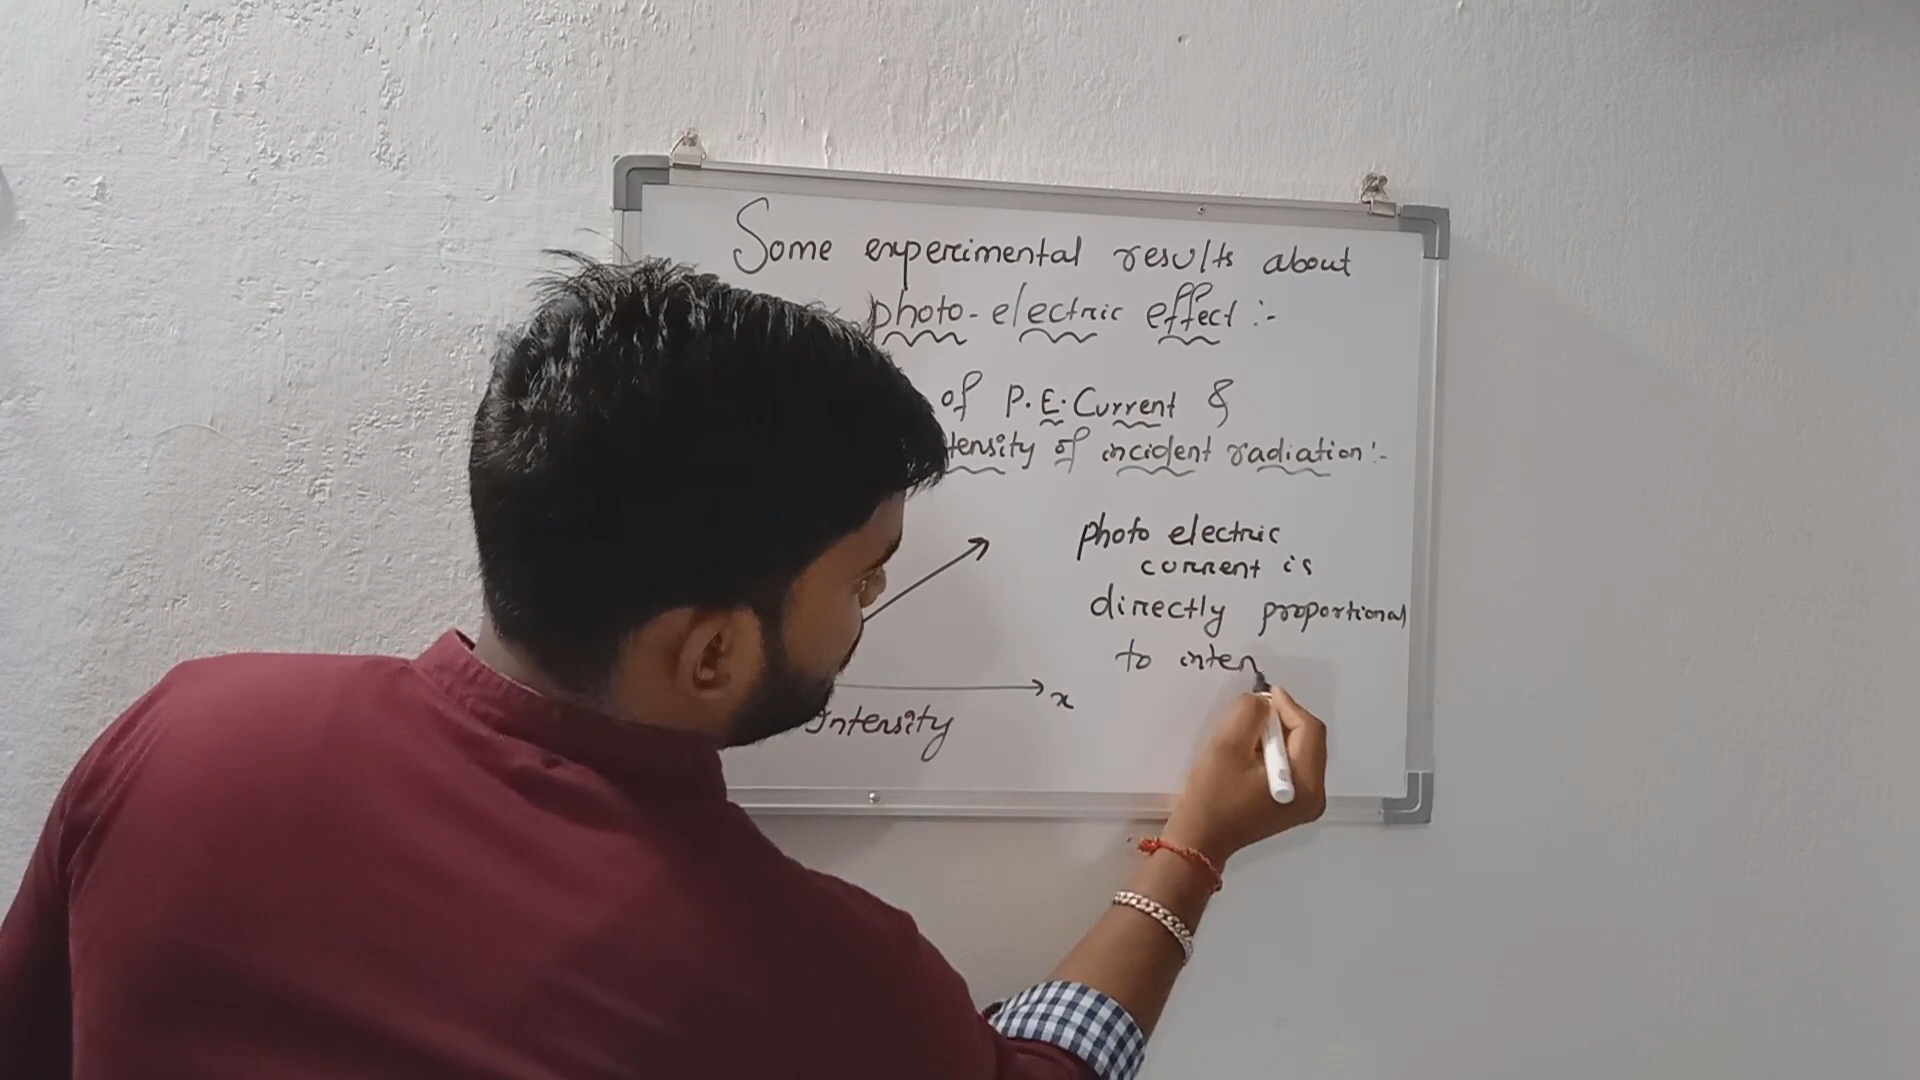 Some experimental results about
photo-electric effect :-
of P.E. Current &
tensity of incident radiation :-
photo electric
current is
directly proportional
to inten
x
Intensity